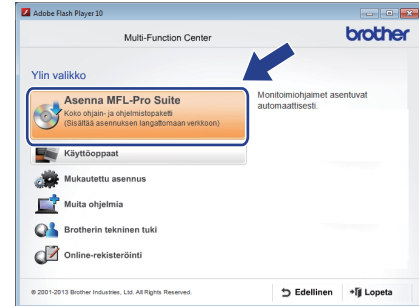 Adobe Flash Player 10
Multi-Function Center
brother
Ylin valikko
Asenna MFL-Pro Suite
Koko ohjain- ja ohjelmistopaketti
(Sisältää asennuksen langattomaan verkkoon)
Monitoimiohjaimet asentuvat
automaattisesti.
Käyttöoppaat
Mukautettu asennus
Muita ohjelmia
Brotherin tekninen tuki
Online-rekisteröinti
© 2001-2013 Brother Industries, Ltd. All Rights Reserved.
Edellinen
Lopeta